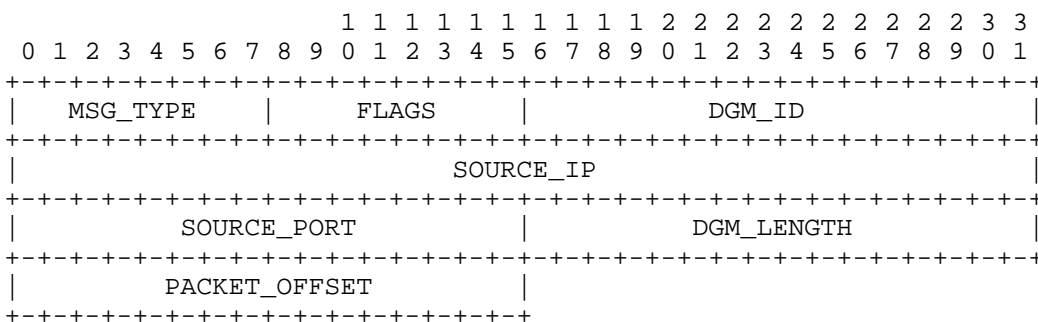 1 1 1 1 1 1 1 1 1 1 2 2 2 2 2 2 2 2 2 2 3 3
 0 1 2 3 4 5 6 7 8 9 0 1 2 3 4 5 6 7 8 9 0 1 2 3 4 5 6 7 8 9 0 1
+-+-+-+-+-+-+-+-+-+-+-+-+-+-+-+-+-+-+-+-+-+-+-+-+-+-+-+-+-+-+-+-+
|   MSG_TYPE    |     FLAGS     |           DGM_ID              |
+-+-+-+-+-+-+-+-+-+-+-+-+-+-+-+-+-+-+-+-+-+-+-+-+-+-+-+-+-+-+-+-+
|                           SOURCE_IP                           |
+-+-+-+-+-+-+-+-+-+-+-+-+-+-+-+-+-+-+-+-+-+-+-+-+-+-+-+-+-+-+-+-+
|          SOURCE_PORT          |          DGM_LENGTH           |
+-+-+-+-+-+-+-+-+-+-+-+-+-+-+-+-+-+-+-+-+-+-+-+-+-+-+-+-+-+-+-+-+
|         PACKET_OFFSET         |
+-+-+-+-+-+-+-+-+-+-+-+-+-+-+-+-+